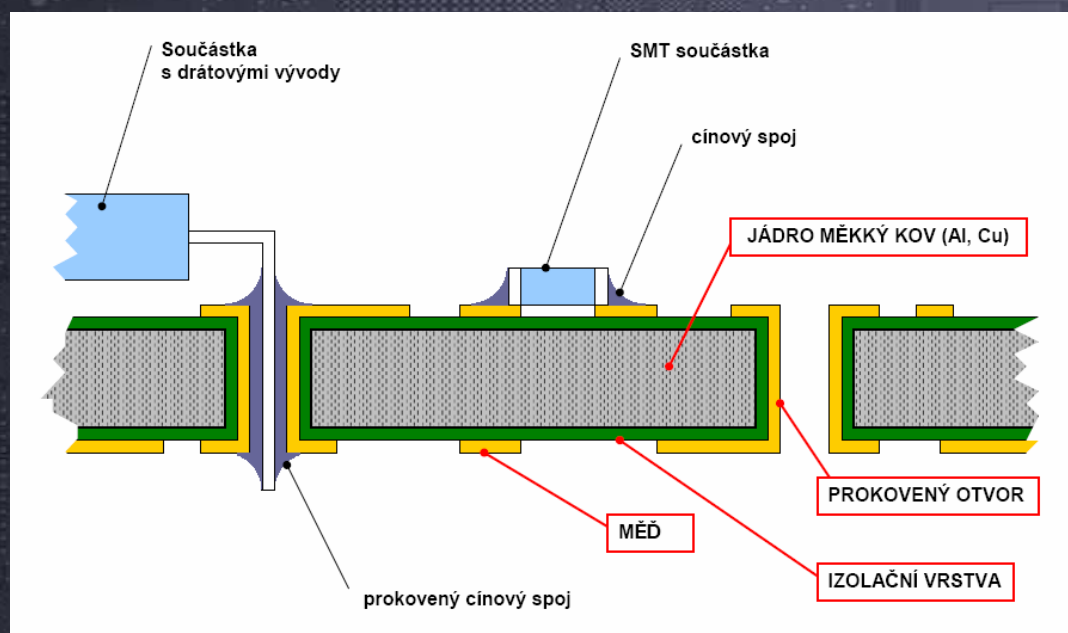 Součástka
s drátovými vývody
SMT součástka
cínový spoj
JÁDRO MĚKKÝ KOV (Al, Cu)
PROKOVENÝ OTVOR
MĚĎ
IZOLAČNÍ VRSTVA
prokovený cínový spoj